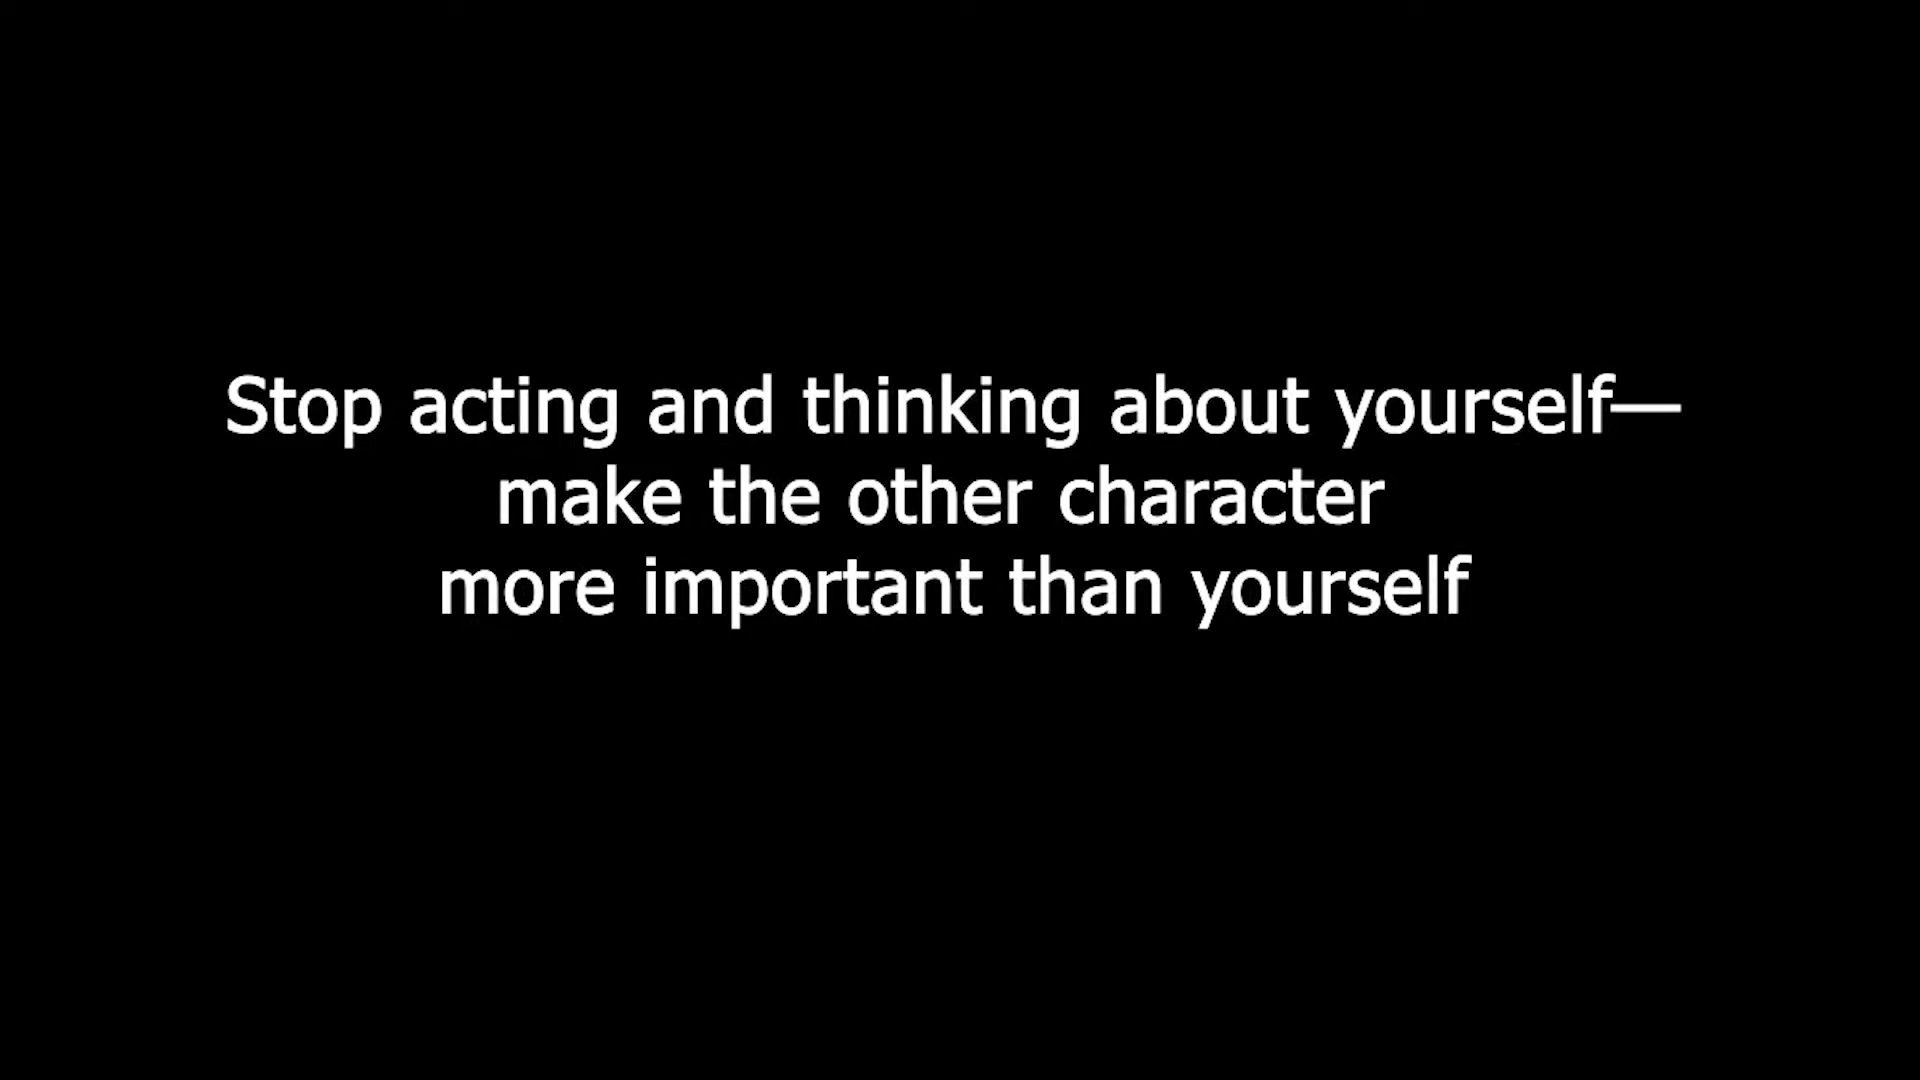 Stop acting and thinking about yourself—
make the other character
more important than yourself